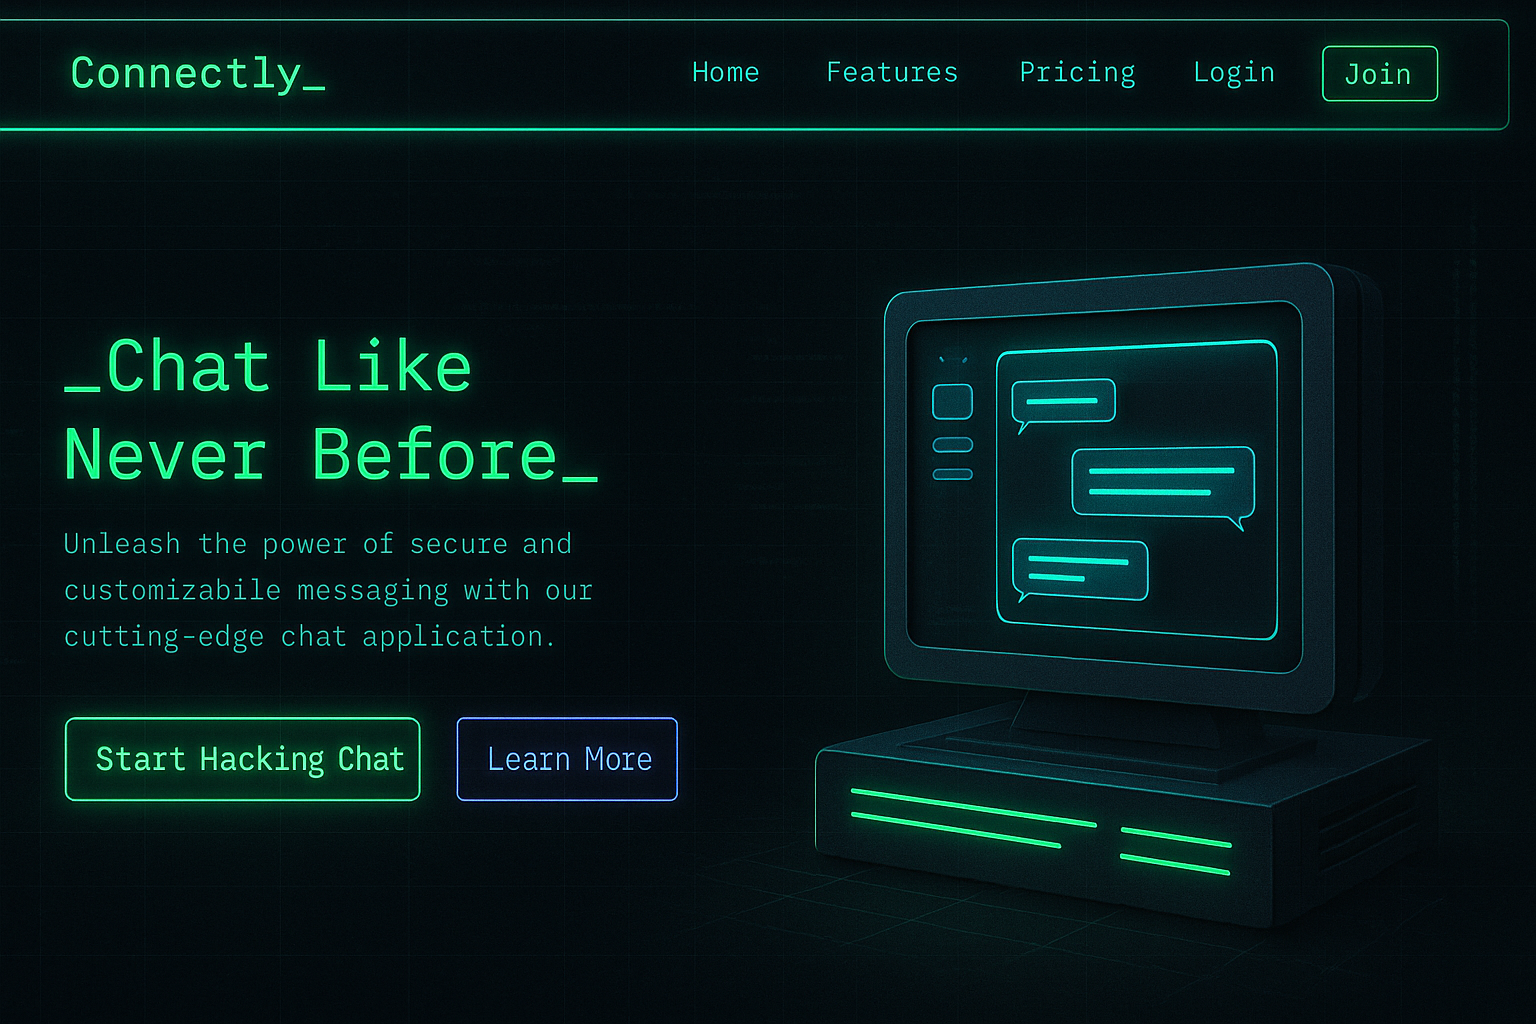 Connectly_
Home Features Pricing Login Join
_Chat Like
Never Before_
Unleash the power of secure and
customizabile messaging with our
cutting-edge chat application.
Start Hacking Chat
Learn More